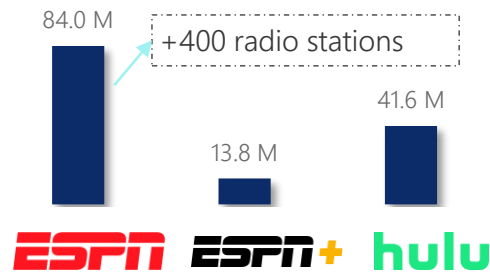 84.0 M
+400 radio stations
41.6 M
13.8 M
ESPN ESPN+ hulu